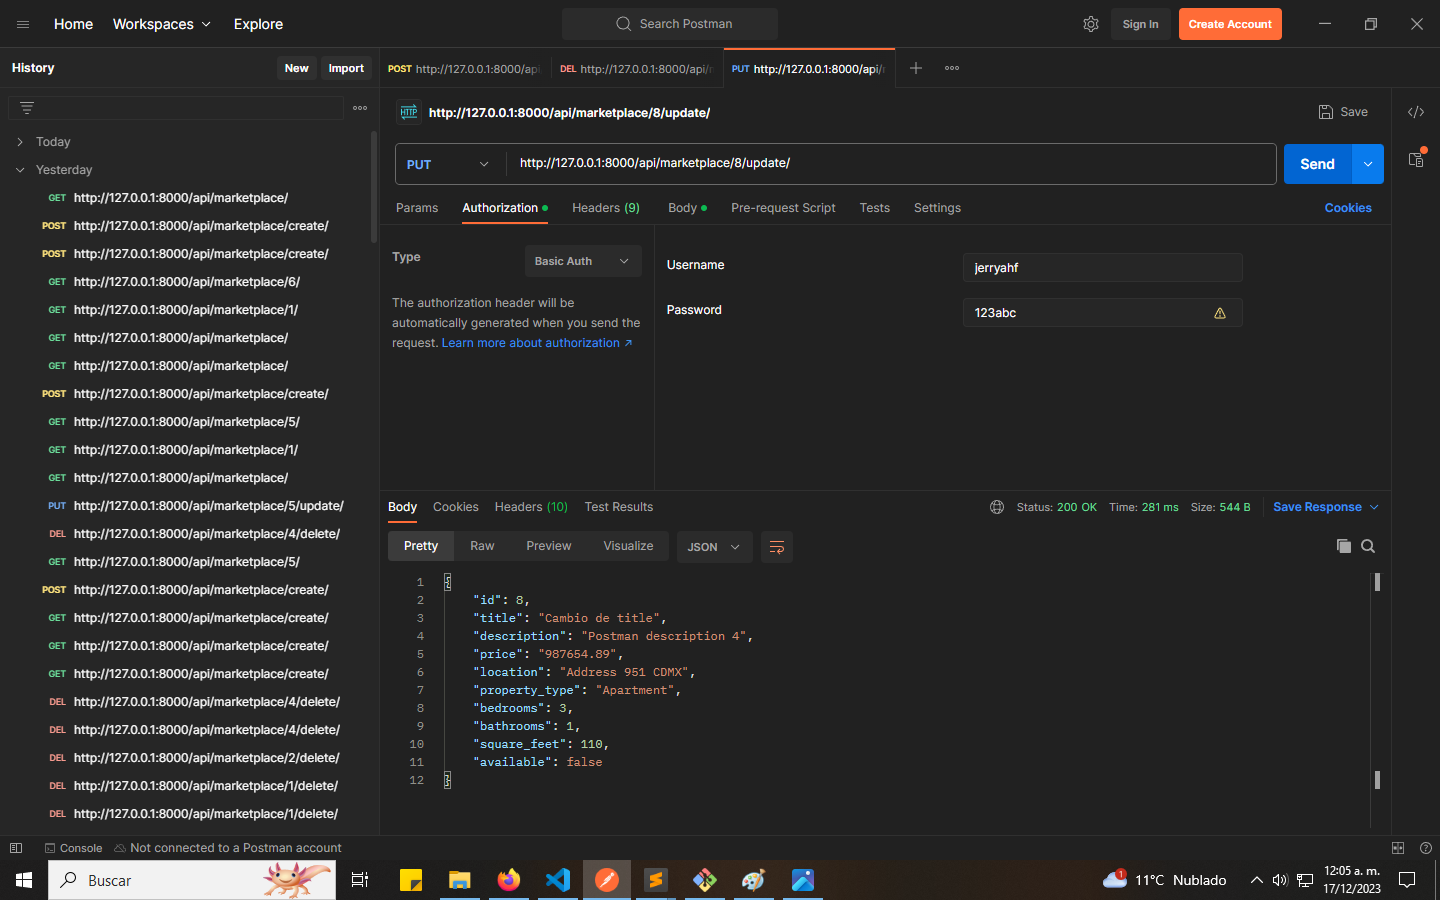 Home Workspaces Explore Search Postman Sign In Create Account
History New Import
POST http://127.0.0.1:8000/api DEL http://127.0.0.1:8000/api/ PUT http://127.0.0.1:8000/api/
HTTP http://127.0.0.1:8000/api/marketplace/8/update/ Save
PUT http://127.0.0.1:8000/api/marketplace/8/update/ Send
Params Authorization Headers (9) Body Pre-request Script Tests Settings Cookies
Type Basic Auth
The authorization header will be
automatically generated when you send the
request. Learn more about authorization
Username jerryahf
Password 123abc
Today
Yesterday
GET http://127.0.0.1:8000/api/marketplace/
POST http://127.0.0.1:8000/api/marketplace/create/
POST http://127.0.0.1:8000/api/marketplace/create/
GET http://127.0.0.1:8000/api/marketplace/6/
GET http://127.0.0.1:8000/api/marketplace/1/
GET http://127.0.0.1:8000/api/marketplace/
GET http://127.0.0.1:8000/api/marketplace/
POST http://127.0.0.1:8000/api/marketplace/create/
GET http://127.0.0.1:8000/api/marketplace/5/
GET http://127.0.0.1:8000/api/marketplace/1/
GET http://127.0.0.1:8000/api/marketplace/
PUT http://127.0.0.1:8000/api/marketplace/5/update/
DEL http://127.0.0.1:8000/api/marketplace/4/delete/
GET http://127.0.0.1:8000/api/marketplace/5/
POST http://127.0.0.1:8000/api/marketplace/create/
GET http://127.0.0.1:8000/api/marketplace/create/
GET http://127.0.0.1:8000/api/marketplace/create/
GET http://127.0.0.1:8000/api/marketplace/create/
DEL http://127.0.0.1:8000/api/marketplace/4/delete/
DEL http://127.0.0.1:8000/api/marketplace/4/delete/
DEL http://127.0.0.1:8000/api/marketplace/2/delete/
DEL http://127.0.0.1:8000/api/marketplace/1/delete/
DEL http://127.0.0.1:8000/api/marketplace/1/delete/
Body Cookies Headers (10) Test Results Status: 200 OK Time: 281 ms Size: 544 B Save Response
Pretty Raw Preview Visualize JSON
1 {
2 "id": 8,
3 "title": "Cambio de title",
4 "description": "Postman description 4",
5 "price": "987654.89",
6 "location": "Address 951 CDMX",
7 "property_type": "Apartment",
8 "bedrooms": 3,
9 "bathrooms": 1,
10 "square_feet": 110,
11 "available": false
12 }
Console Not connected to a Postman account
Buscar 1 11°C Nublado 12:05 a. m.
17/12/2023